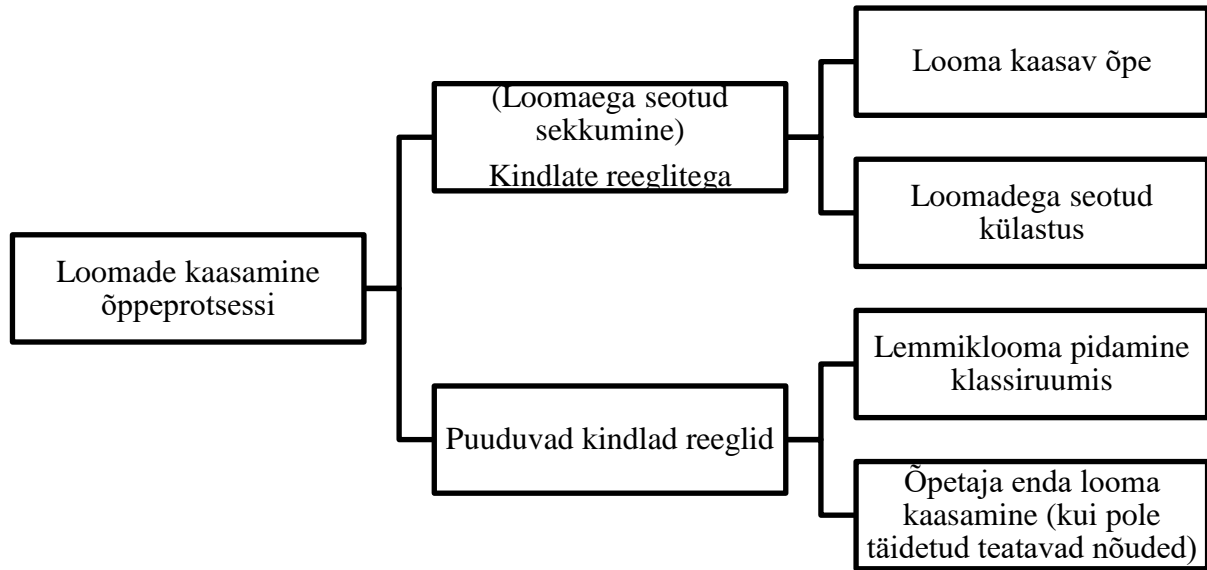 Loomade kaasamine
õppeprotsessi
(Loomaega seotud
sekkumine)
Kindlate reeglitega
Looma kaasav õpe
Loomadega seotud
külastus
Puuduvad kindlad reeglid
Lemmiklooma pidamine
klassiruumis
Õpetaja enda looma
kaasamine (kui pole
täidetud teatavad nõuded)